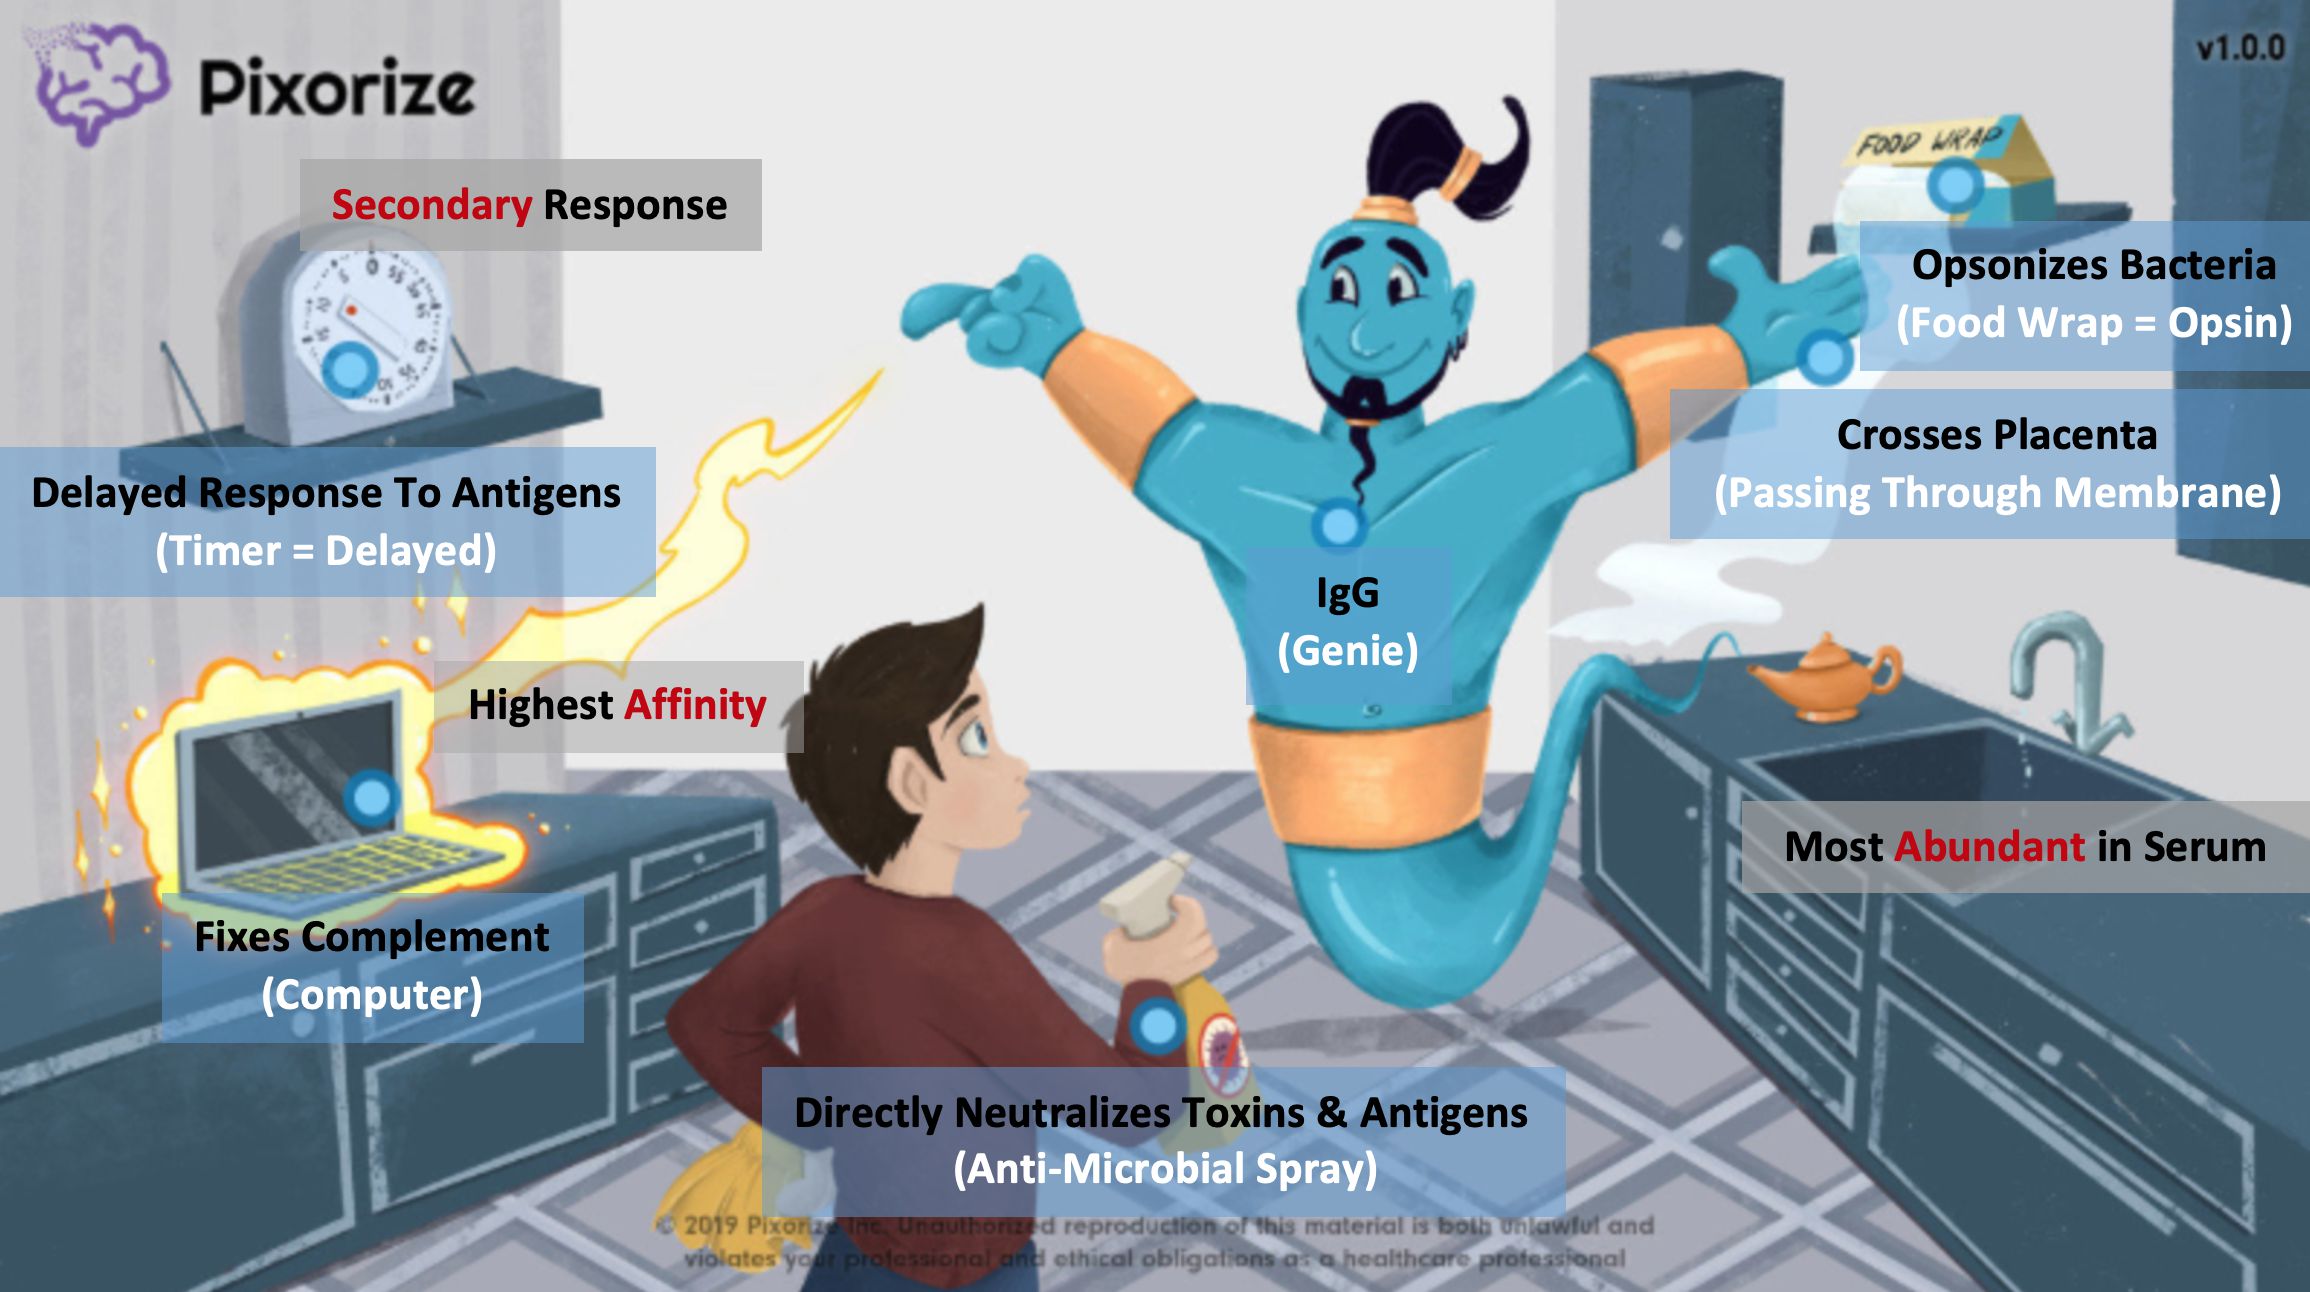 Pixorize
v1.0.0
FOOD WRAP
Secondary Response
Opsonizes Bacteria
(Food Wrap = Opsin)
Crosses Placenta
(Passing Through Membrane)
Delayed Response To Antigens
(Timer = Delayed)
IgG
(Genie)
Highest Affinity
Most Abundant in Serum
Fixes Complement
(Computer)
Directly Neutralizes Toxins & Antigens
(Anti-Microbial Spray)
© 2019 Pixorize Inc. Unauthorized reproduction of this material is both unlawful and
violates your professional and ethical obligations as a healthcare professional